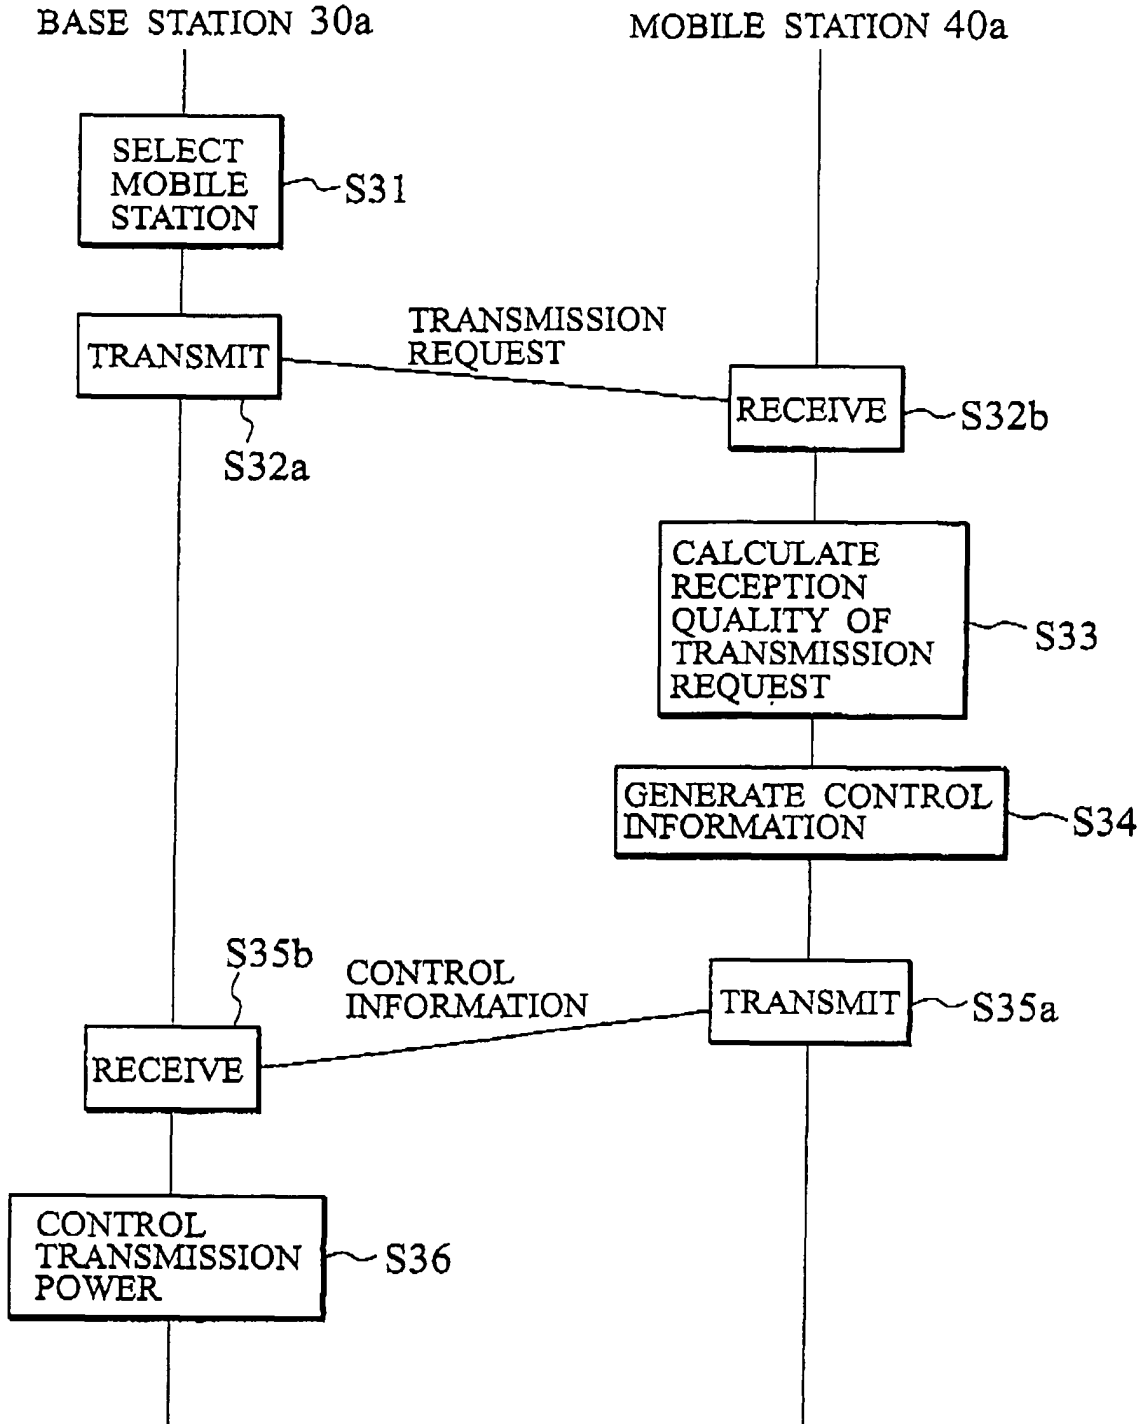 BASE STATION 30a
MOBILE STATION 40a
SELECT
MOBILE
STATION
S31
TRANSMISSION
REQUEST
TRANSMIT
RECEIVE
S32b
S32a
CALCULATE
RECEPTION
QUALITY OF
TRANSMISSION
REQUEST
S33
GENERATE CONTROL
INFORMATION
S34
S35b
CONTROL
INFORMATION
TRANSMIT
S35a
RECEIVE
CONTROL
TRANSMISSION
POWER
S36